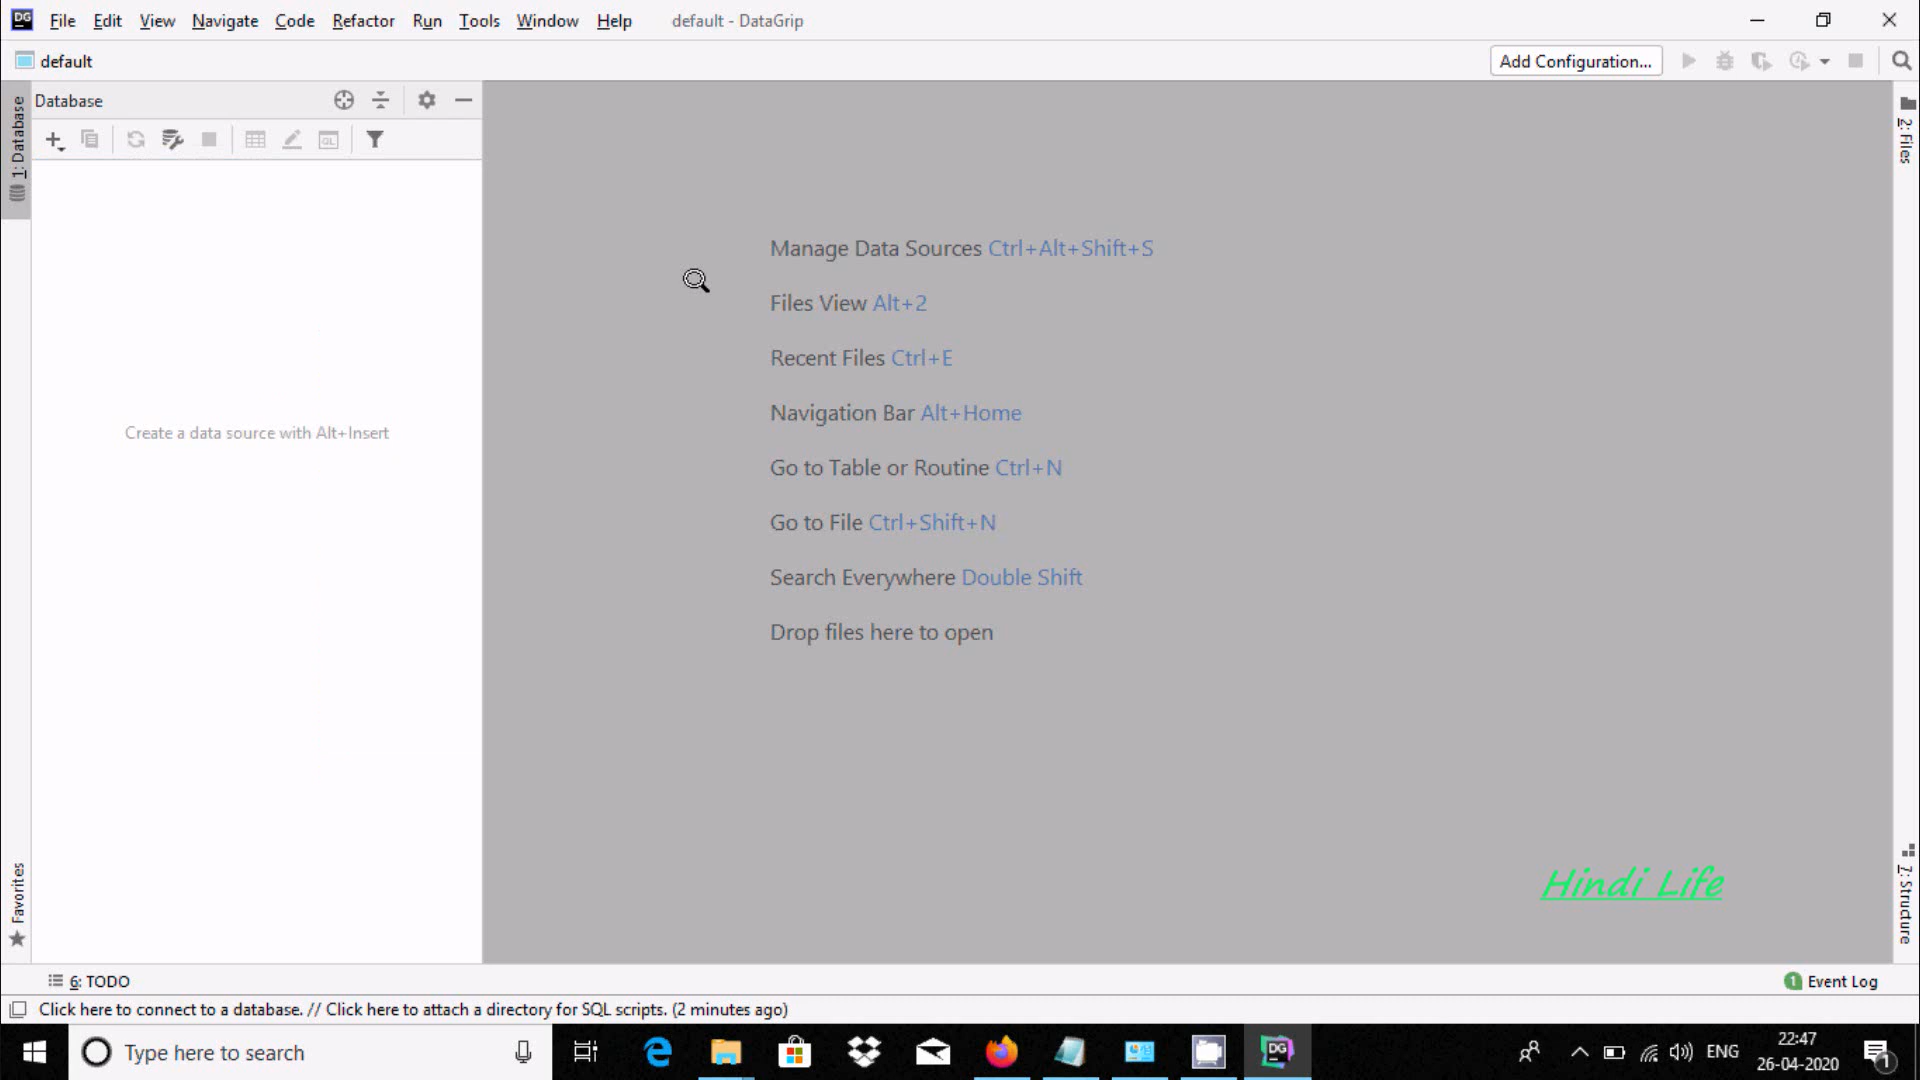 DG File Edit View Navigate Code Refactor Run Tools Window Help default - DataGrip
default Add Configuration...
Database
1: Database
2: Files
QL
Manage Data Sources Ctrl+Alt+Shift+S
Files View Alt+2
Recent Files Ctrl+E
Navigation Bar Alt+Home
Create a data source with Alt+Insert
Go to Table or Routine Ctrl+N
Go to File Ctrl+Shift+N
Search Everywhere Double Shift
Drop files here to open
Hindi Life
Favorites
7: Structure
6: TODO
1 Event Log
Click here to connect to a database. // Click here to attach a directory for SQL scripts. (2 minutes ago)
Type here to search
DG
ENG
22:47
26-04-2020
1